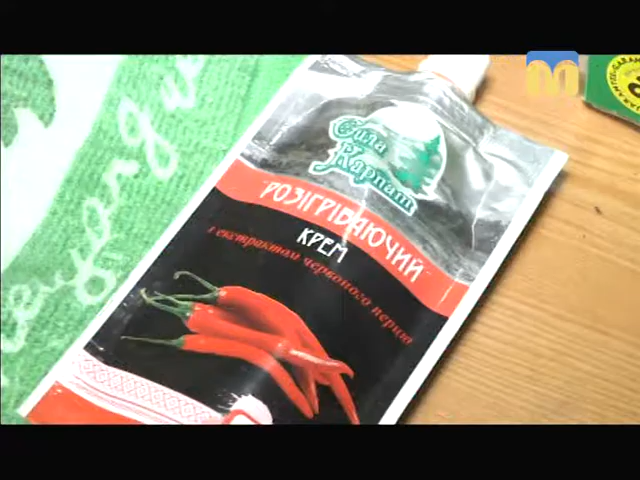 Сила
Карпат
РОЗІГРІВАЮЧИЙ
КРЕМ
з екстрактом червоного перцю